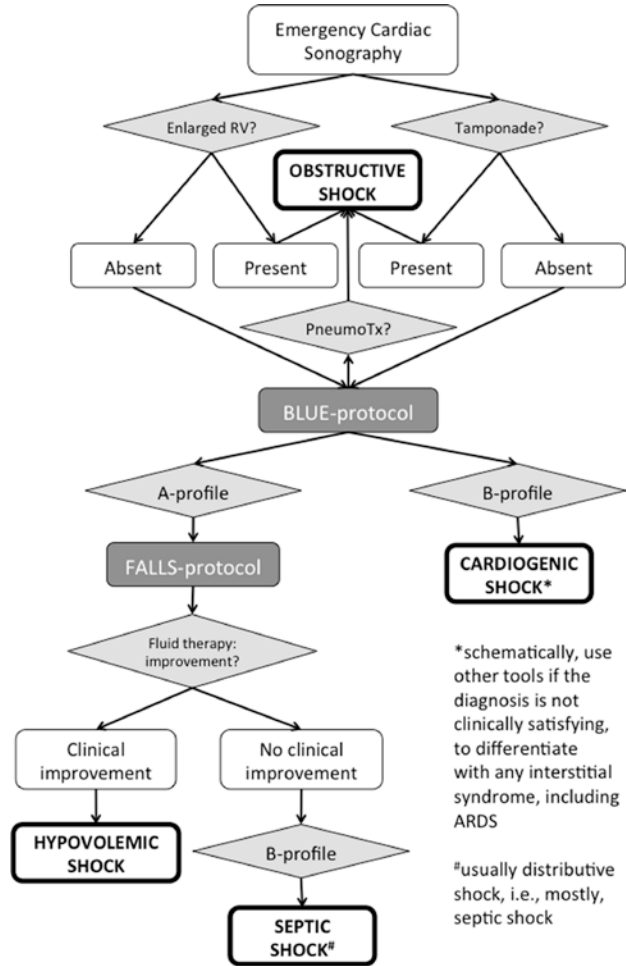 Emergency Cardiac
Sonography
Enlarged RV?
Tamponade?
OBSTRUCTIVE
SHOCK
Absent
Present
Present
Absent
PneumoTx?
BLUE-protocol
A-profile
B-profile
FALLS-protocol
CARDIOGENIC
SHOCK*
Fluid therapy:
improvement?
Clinical
improvement
No clinical
improvement
HYPOVOLEMIC
SHOCK
B-profile
SEPTIC
SHOCK#
*schematically, use
other tools if the
diagnosis is not
clinically satisfying,
to differentiate
with any interstitial
syndrome, including
ARDS
#usually distributive
shock, i.e., mostly,
septic shock